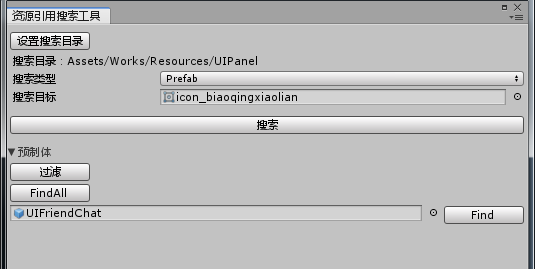 资源引用搜索工具
设置搜索目录
搜索目录：Assets/Works/Resources/UIPanel
搜索类型 Prefab
搜索目标 icon_biaoqingxiaolian
搜索
预制体
过滤
FindAll
UIFriendChat Find